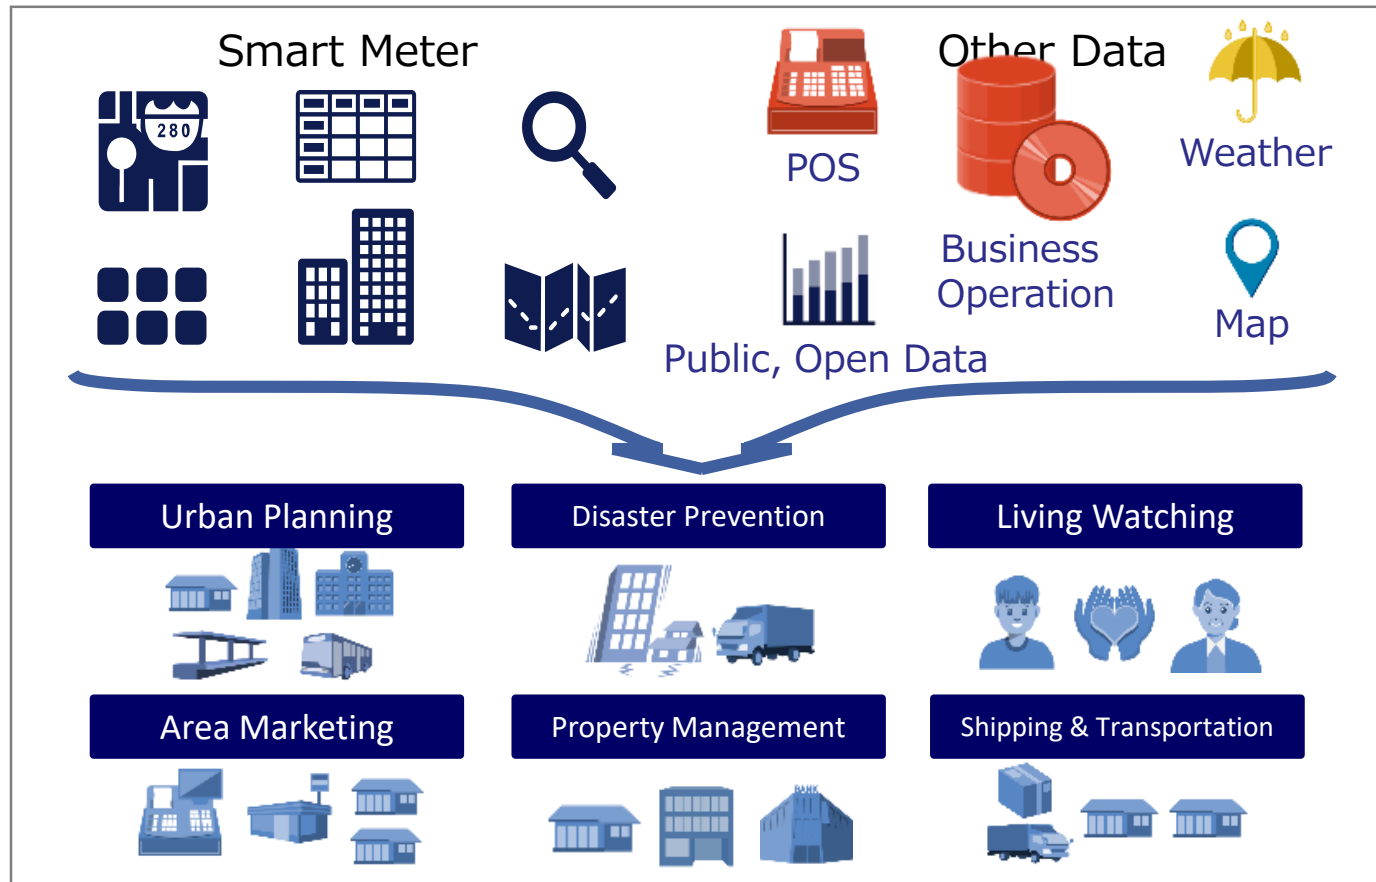 Smart Meter
Other Data
280
POS
Weather
Business
Operation
Map
Public, Open Data
Urban Planning
Disaster Prevention
Living Watching
Area Marketing
Property Management
Shipping & Transportation
BANK